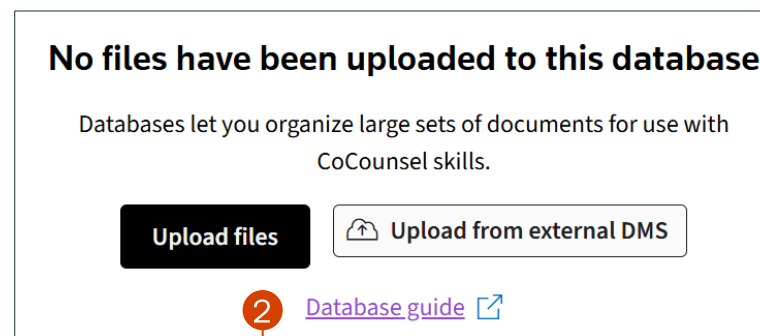 No files have been uploaded to this database
Databases let you organize large sets of documents for use with
CoCounsel skills.
Upload files
Upload from external DMS
2
Database guide